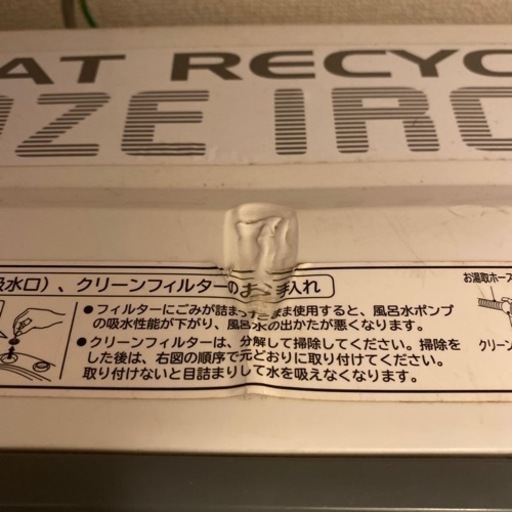 AT RECYC
OZE IR
吸水口)、クリーンフィルターのお手入れ
●フィルターにごみが詰まったまま使用すると、風呂水ポンプ
の吸水性能が下がり、風呂水の出かたが悪くなります。
●クリーンフィルターは、分解して掃除してください。掃除を
した後は、右図の順序で元どおりに取り付けてください。
取り付けないと目詰まりして水を吸えなくなります。
お湯取ホース
クリーン